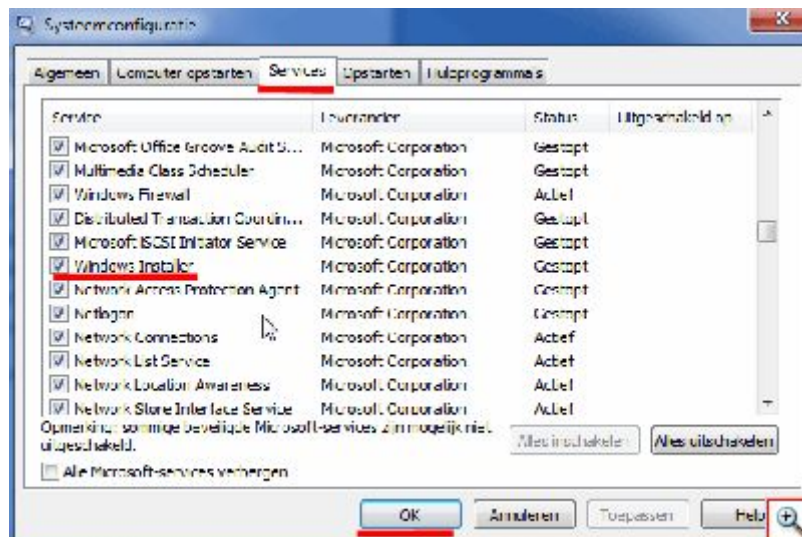 Systeemconfiguratie
Algemeen Computer opstarten Services Opstarten Hulpprogramma's
Service Leverancier Status Uitgeschakeld op
Microsoft Office Groove Audit S... Microsoft Corporation Gestopt
Multimedia Class Scheduler Microsoft Corporation Gestopt
Windows Firewall Microsoft Corporation Actief
Distributed Transaction Coordin... Microsoft Corporation Gestopt
Microsoft iSCSI Initiator Service Microsoft Corporation Gestopt
Windows Installer Microsoft Corporation Gestopt
Network Access Protection Agent Microsoft Corporation Gestopt
Netlogon Microsoft Corporation Gestopt
Network Connections Microsoft Corporation Actief
Network List Service Microsoft Corporation Actief
Network Location Awareness Microsoft Corporation Actief
Network Store Interface Service Microsoft Corporation Actief
Opmerking: sommige beveiligde Microsoft-services zijn mogelijk niet
uitgeschakeld.
Alles inschakelen Alles uitschakelen
Alle Microsoft-services verbergen
OK Annuleren Toepassen Help